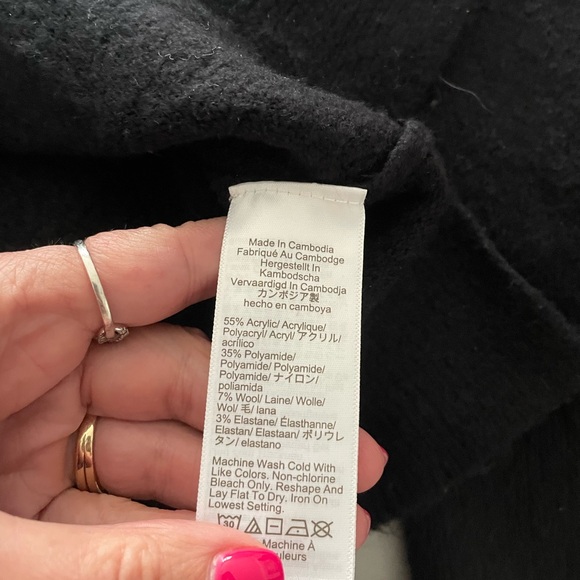 Made In Cambodia
Fabriqué Au Cambodge
Hergestellt In
Kambodscha
Vervaardigd In Cambodja
カンボジア製
hecho en camboya
55% Acrylic/ Acrylique/
Polyacryl/ Acryl/ アクリル/
acrílico
35% Polyamide/
Polyamide/ Polyamide/
Polyamide/ ナイロン/
poliamida
7% Wool/ Laine/ Wolle/
Wol/ 毛/ lana
3% Elastane/ Élasthanne/
Elastan/ Elastaan/ ポリウレ
タン/ elastano
Machine Wash Cold With
Like Colors. Non-chlorine
Bleach Only. Reshape And
Lay Flat To Dry. Iron On
Lowest Setting.
30
Machine À